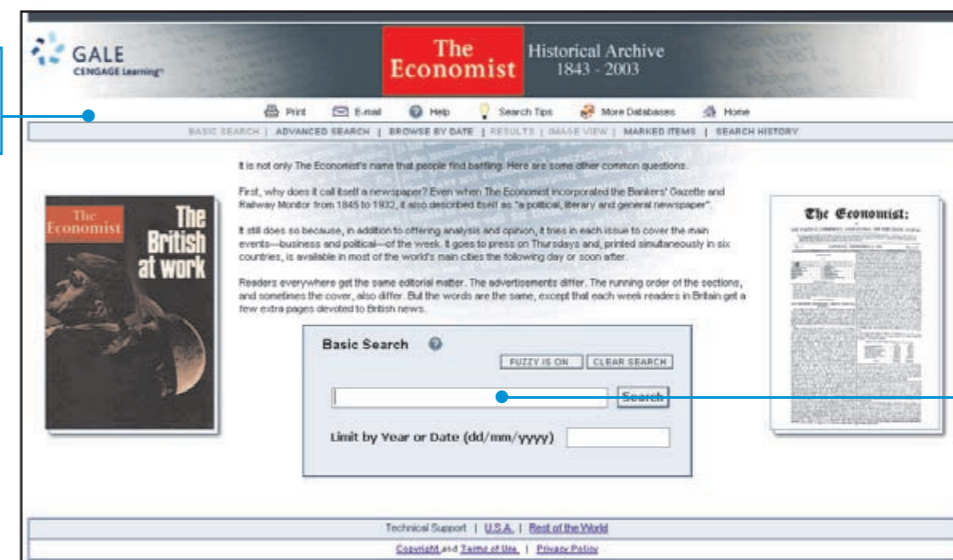 GALE
CENGAGE Learning™
The
Economist
Historical Archive
1843 - 2003
Print E-mail Help Search Tips More Databases Home
BASIC SEARCH | ADVANCED SEARCH | BROWSE BY DATE | RESULTS | IMAGE VIEW | MARKED ITEMS | SEARCH HISTORY
It is not only The Economist's name that people find baffling. Here are some other common questions.
First, why does it call itself a newspaper? Even when The Economist incorporated the Bankers' Gazette and
Railway Monitor from 1845 to 1932, it also described itself as "a political, literary and general newspaper".
It still does so because, in addition to offering analysis and opinion, it tries in each issue to cover the main
events—business and political—of the week. It goes to press on Thursdays and, printed simultaneously in six
countries, is available in most of the world's main cities the following day or soon after.
Readers everywhere get the same editorial matter. The advertisements differ. The running order of the sections,
and sometimes the cover, also differ. But the words are the same, except that each week readers in Britain get a
few extra pages devoted to British news.
The
Economist
The
British
at work
The Economist:
Basic Search
FUZZY IS ON CLEAR SEARCH
Search
Limit by Year or Date (dd/mm/yyyy)
Technical Support | U.S.A. | Rest of the World
Copyright and Terms of Use | Privacy Policy